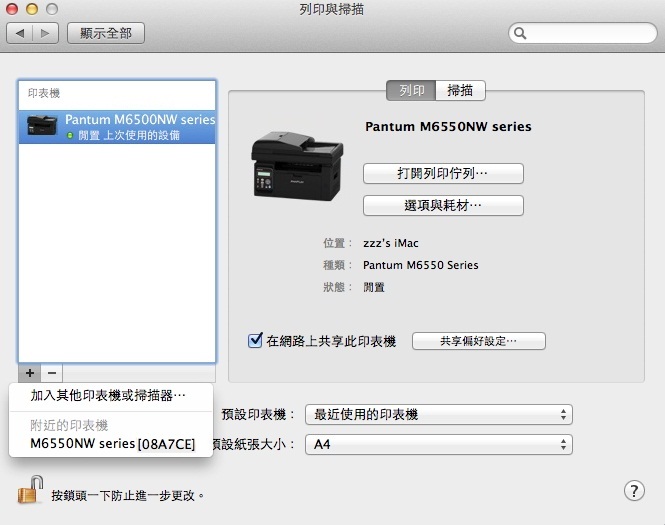 列印與掃描
顯示全部
印表機
Pantum M6500NW series
閒置 上次使用的設備
列印
掃描
Pantum M6550NW series
打開列印佇列…
選項與耗材…
位置： zzz's iMac
種類： Pantum M6550 Series
狀態： 閒置
在網路上共享此印表機
共享偏好設定…
+ −
加入其他印表機或掃描器…
附近的印表機
M6550NW series [08A7CE]
預設印表機： 最近使用的印表機
預設紙張大小： A4
按鎖頭一下防止進一步更改。
?